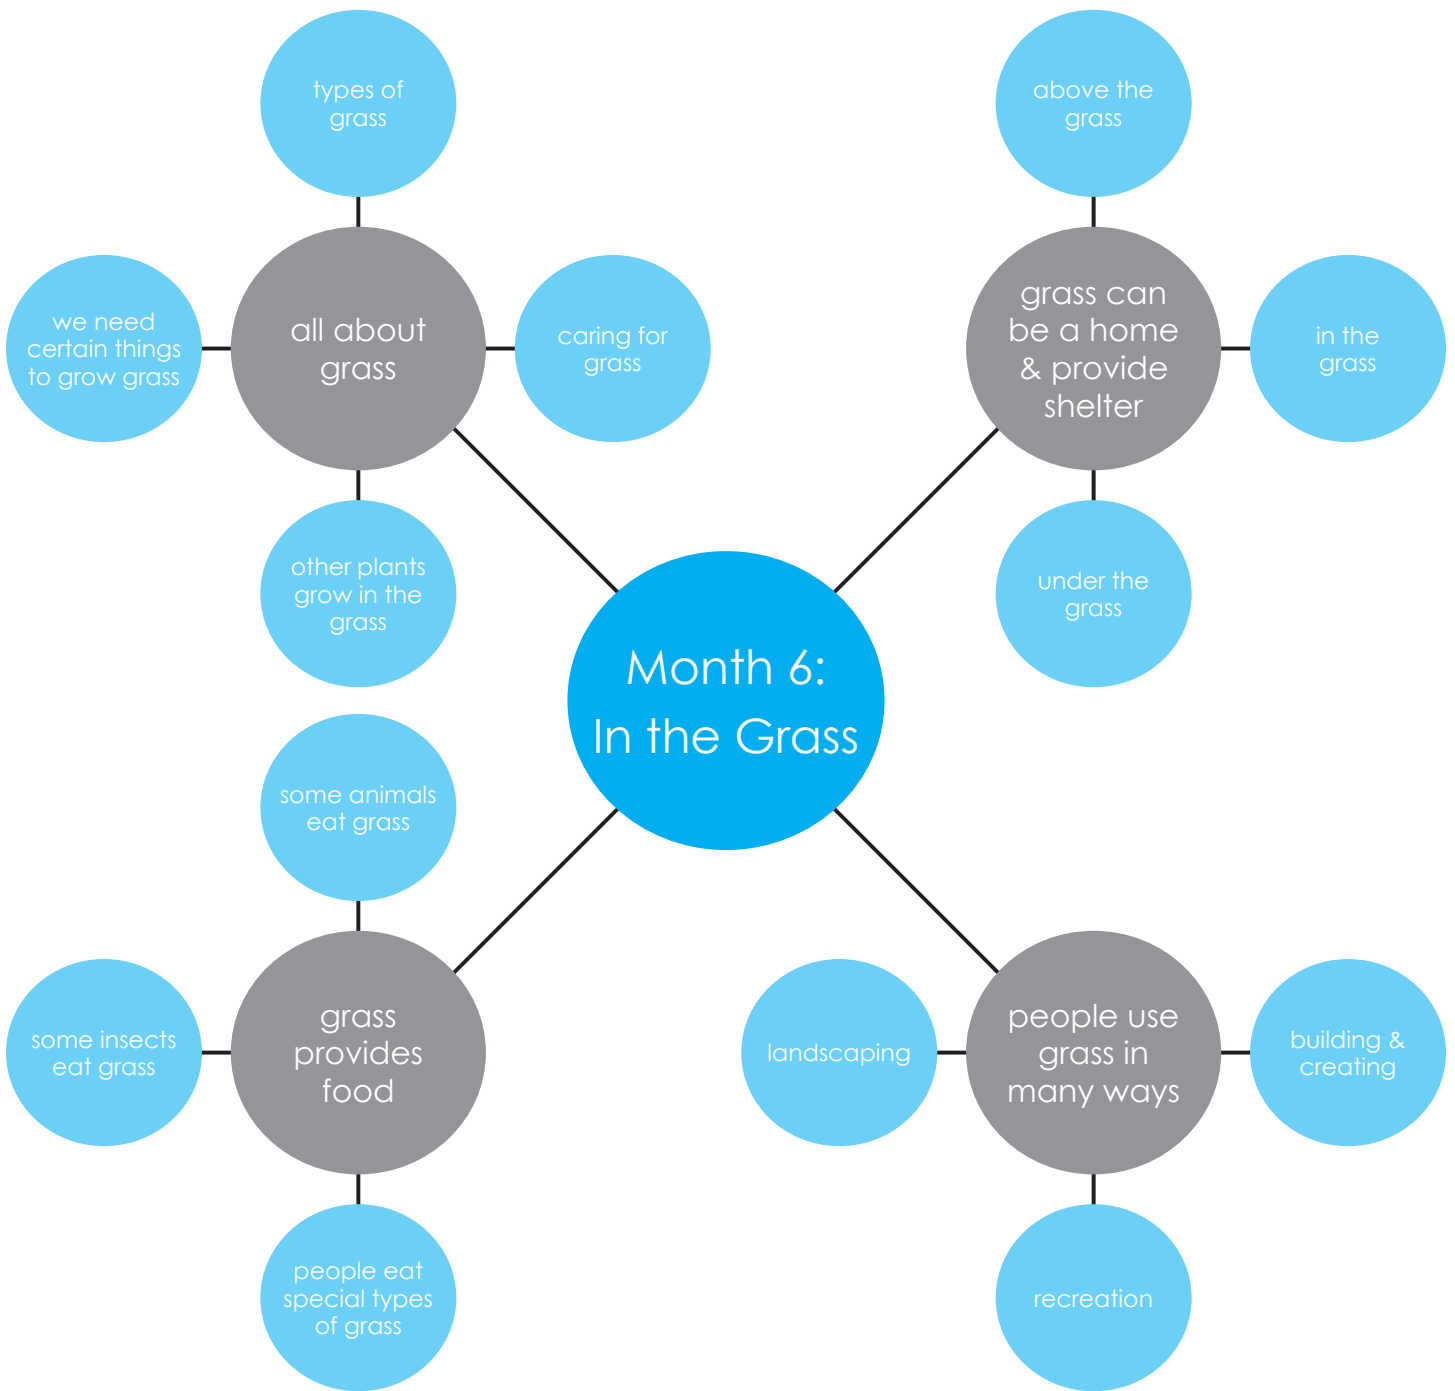 types of
grass
we need
certain things
to grow grass
all about
grass
caring for
grass
other plants
grow in the
grass
above the
grass
grass can
be a home
& provide
shelter
in the
grass
under the
grass
Month 6:
In the Grass
some animals
eat grass
some insects
eat grass
grass
provides
food
people eat
special types
of grass
landscaping
people use
grass in
many ways
building &
creating
recreation